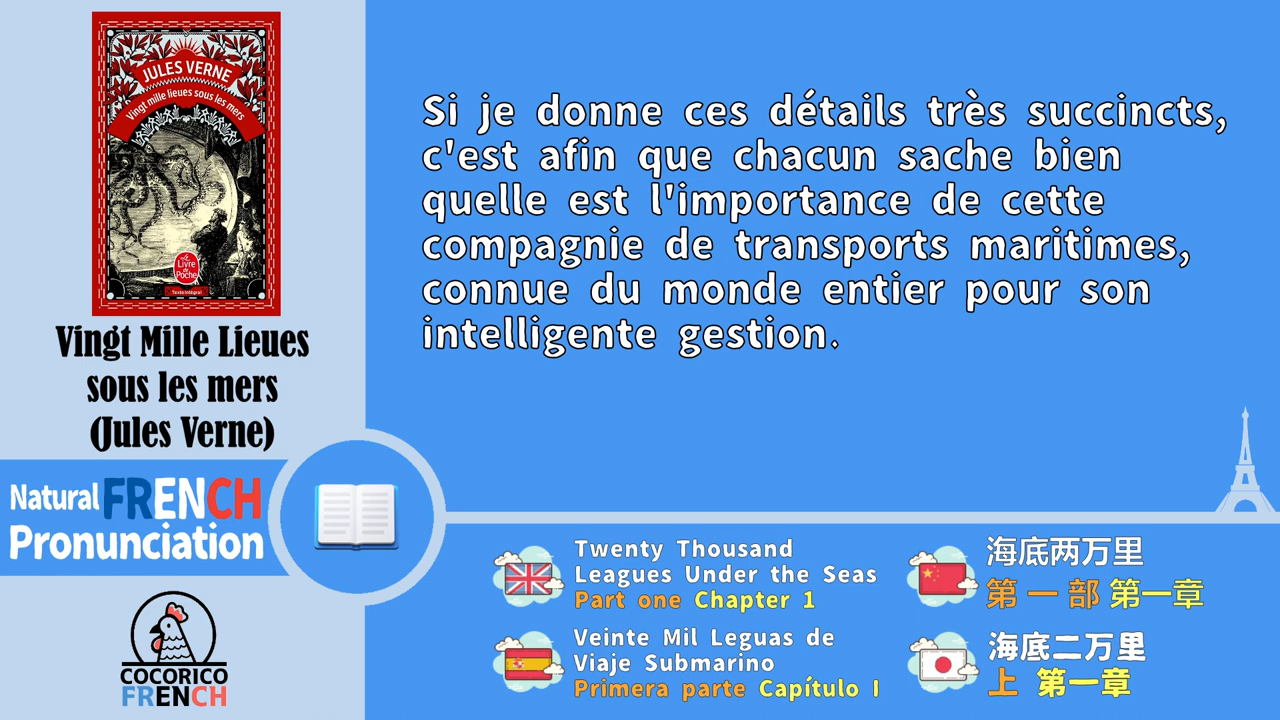 JULES VERNE
Vingt mille lieues sous les mers
Le
Livre
de
Poche
Texte intégral
Vingt Mille Lieues
sous les mers
(Jules Verne)
Natural FRENCH
Pronunciation
COCORICO
FRENCH
Si je donne ces détails très succincts,
c'est afin que chacun sache bien
quelle est l'importance de cette
compagnie de transports maritimes,
connue du monde entier pour son
intelligente gestion.
Twenty Thousand
Leagues Under the Seas
Part one Chapter 1
Veinte Mil Leguas de
Viaje Submarino
Primera parte Capítulo I
海底两万里
第 一 部 第一章
海底二万里
上 第一章